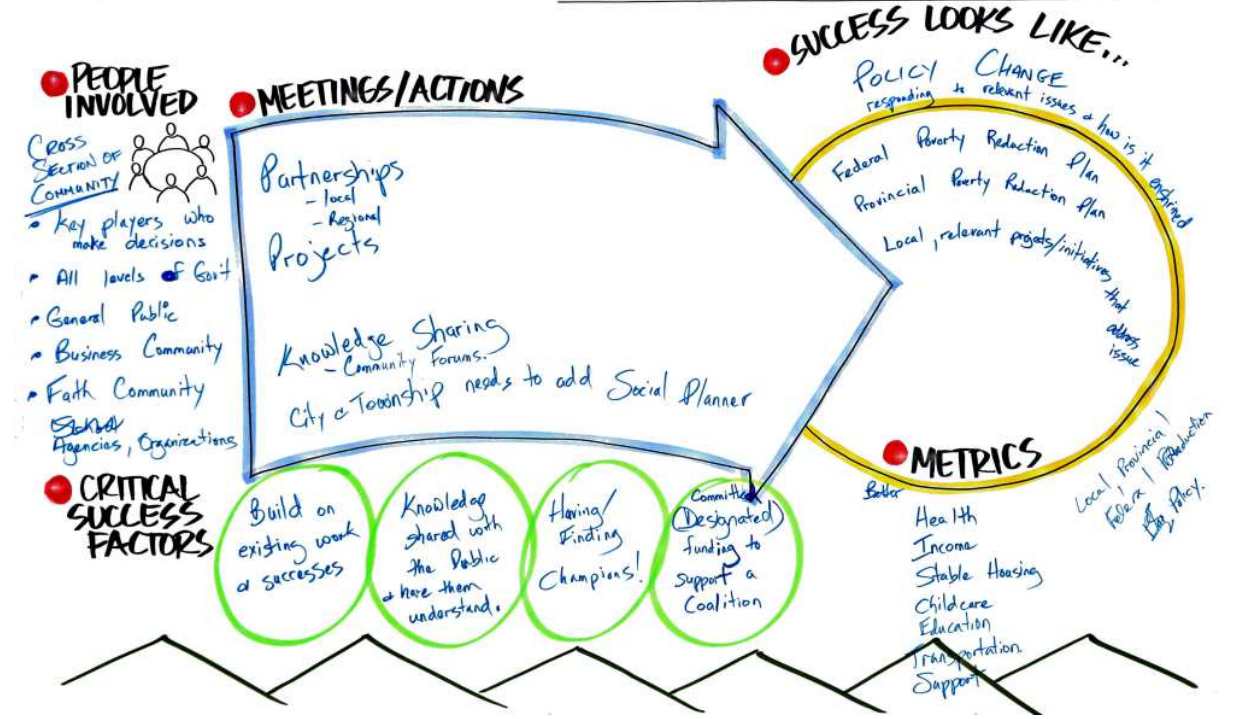 PEOPLE
INVOLVED
CROSS
SECTION OF
COMMUNITY
• Key players who
make decisions
• All levels of Gov't
• General Public
• Business Community
• Faith Community
Agencies, Organizations
MEETINGS/ACTIONS
Partnerships
- local
- Regional
Projects
Knowledge Sharing
- Community Forums.
City & Township needs to add Social Planner
SUCCESS LOOKS LIKE...
POLICY CHANGE
responding to relevant issues & how is it enshrined
Federal Poverty Reduction Plan
Provincial Poverty Reduction Plan
Local, relevant projects/initiatives that
address
issue
CRITICAL
SUCCESS
FACTORS
Build on
existing work
& successes
Knowledge
shared with
the Public
& have them
understand.
Having/
Finding
Champions!
Committed
(Designated)
funding to
support a
Coalition
METRICS
Better
Health
Income
Stable Housing
Childcare
Education
Transportation.
Support
Local, Provincial,
Federal
Policy.